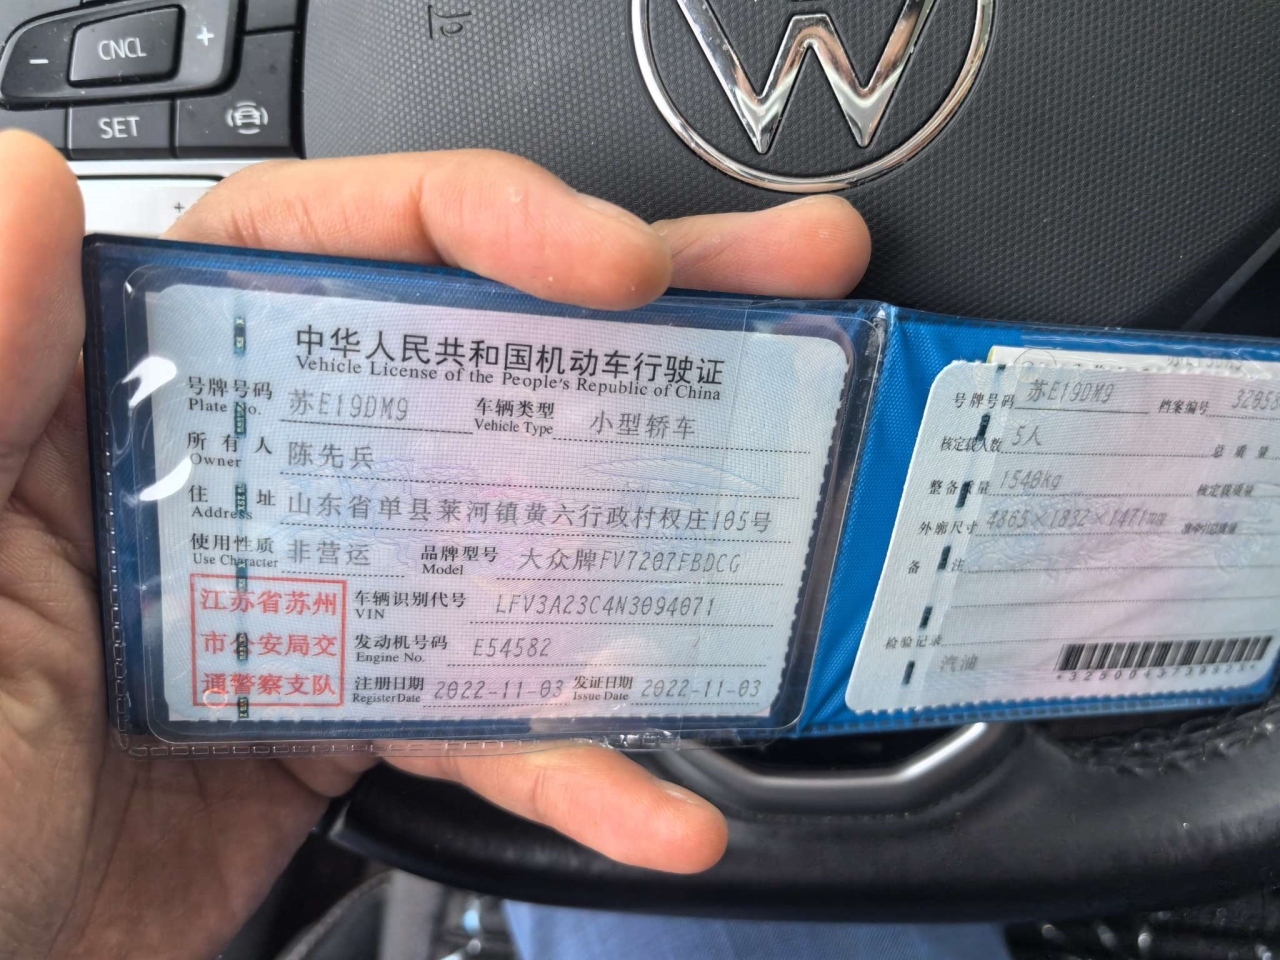 CNCL
+
−
SET
中华人民共和国机动车行驶证
Vehicle License of the People's Republic of China
号牌号码 苏E19DM9 车辆类型 小型轿车
Plate No. Vehicle Type
所有人 陈先兵
Owner
住址 山东省单县莱河镇黄六行政村权庄105号
Address
使用性质 非营运 品牌型号 大众牌FV7207FBDCG
Use Character Model
江苏省苏州
市公安局交
通警察支队
车辆识别代号 LFV3A23C4N3094071
VIN
发动机号码 E54582
Engine No.
注册日期 2022-11-03 发证日期 2022-11-03
Register Date Issue Date
号牌号码 苏E19DM9 档案编号
核定载人数 5人 总质量
整备质量 1540kg 核定载质量
外廓尺寸 4865×1832×1471mm
备注
检验记录
汽油